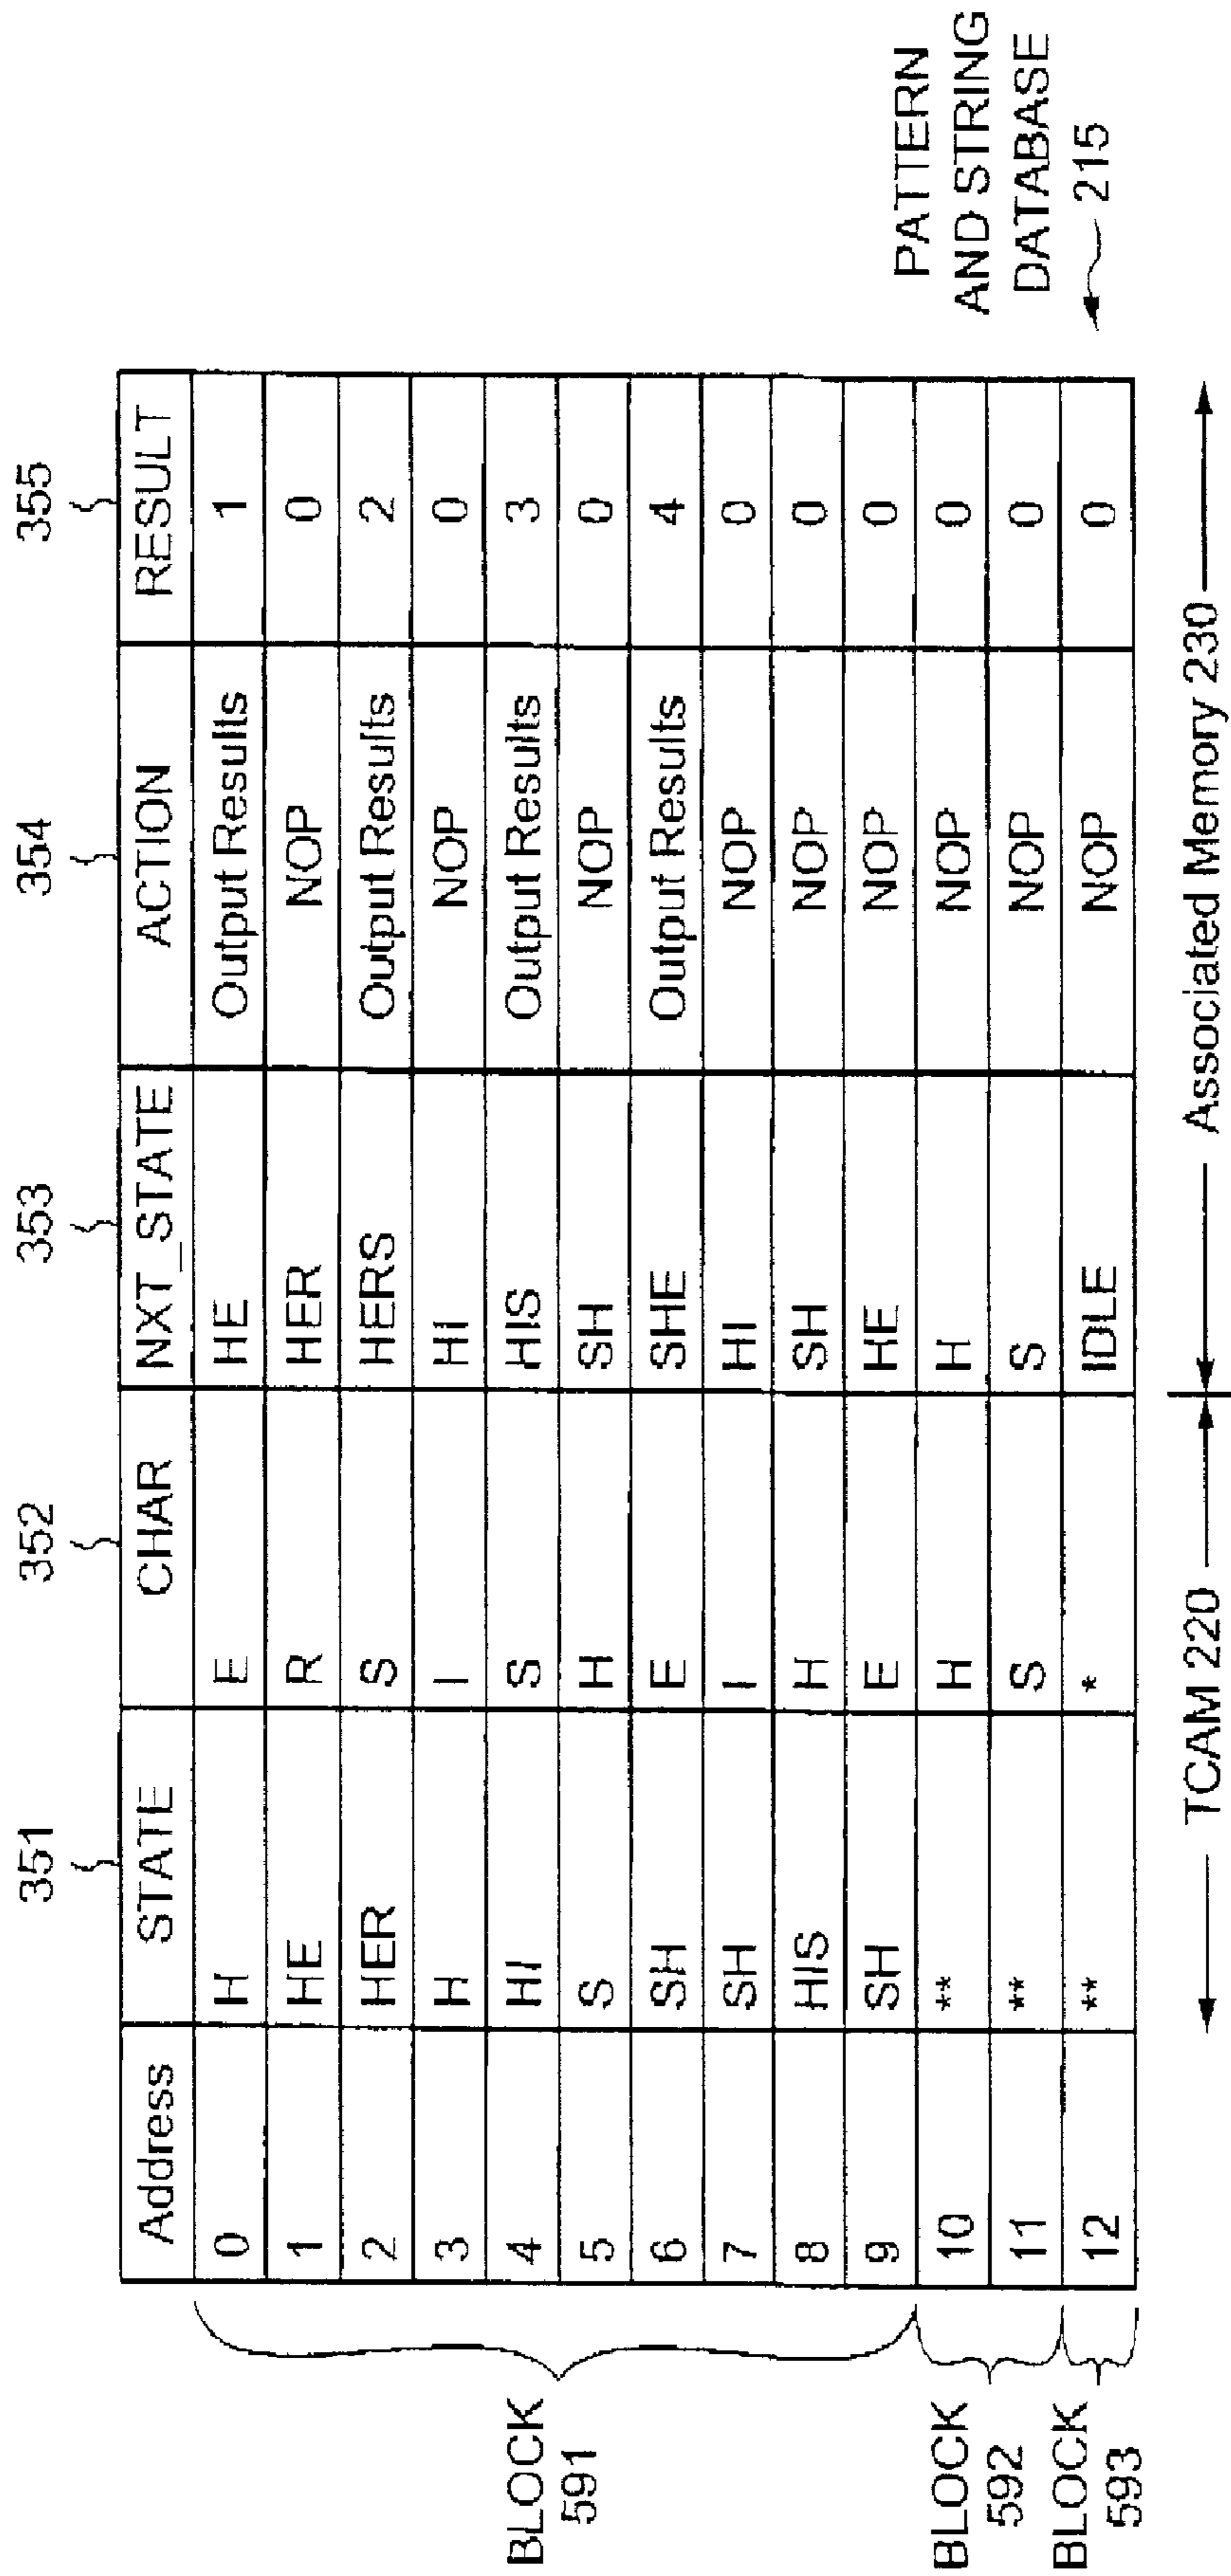 351 352 353 354 355
Address STATE CHAR NXT_STATE ACTION RESULT
0 H E HE Output Results 1
1 HE R HER NOP 0
2 HER S HERS Output Results 2
3 H I HI NOP 0
4 HI S HIS Output Results 3
5 S H SH NOP 0
6 SH E SHE Output Results 4
7 SH I HI NOP 0
8 HIS H SH NOP 0
9 SH E HE NOP 0
10 ** H H NOP 0
11 ** S S NOP 0
12 ** * IDLE NOP 0
BLOCK
591
BLOCK
592
BLOCK
593
TCAM 220
Associated Memory 230
PATTERN
AND STRING
DATABASE
215